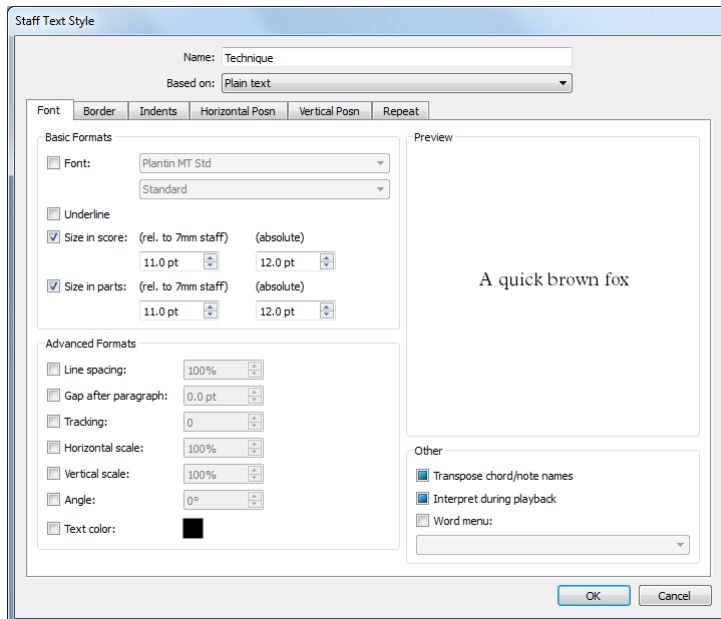 Staff Text Style
Name: Technique
Based on: Plain text
Font Border Indents Horizontal Posn Vertical Posn Repeat
Basic Formats
Font: Plantin MT Std
Standard
Underline
Size in score: (rel. to 7mm staff) (absolute)
11.0 pt 12.0 pt
Size in parts: (rel. to 7mm staff) (absolute)
11.0 pt 12.0 pt
Advanced Formats
Line spacing: 100%
Gap after paragraph: 0.0 pt
Tracking: 0
Horizontal scale: 100%
Vertical scale: 100%
Angle: 0°
Text color:
Preview
A quick brown fox
Other
Transpose chord/note names
Interpret during playback
Word menu:
OK Cancel